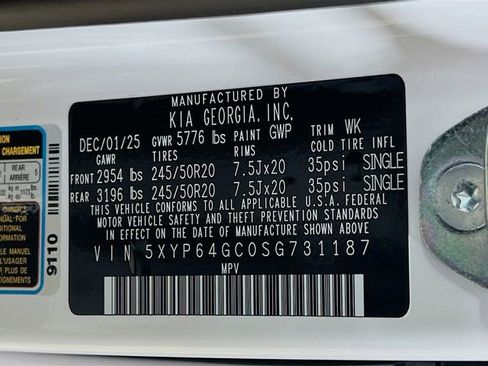 MANUFACTURED BY
KIA GEORGIA, INC.
DEC/01/25 GVWR 5776 lbs PAINT GWP TRIM WK
GAWR TIRES RIMS COLD TIRE INFL
FRONT 2954 lbs 245/50R20 7.5Jx20 35psi SINGLE
REAR 3196 lbs 245/50R20 7.5Jx20 35psi SINGLE
THIS VEHICLE CONFORMS TO ALL APPLICABLE U.S.A. FEDERAL
MOTOR VEHICLE SAFETY AND THEFT PREVENTION STANDARDS
IN EFFECT ON THE DATE OF MANUFACTURE SHOWN ABOVE.
VIN 5XYP64GC0SG731187
MPV
CHARGEMENT
REAR
ARRIÈRE
9110